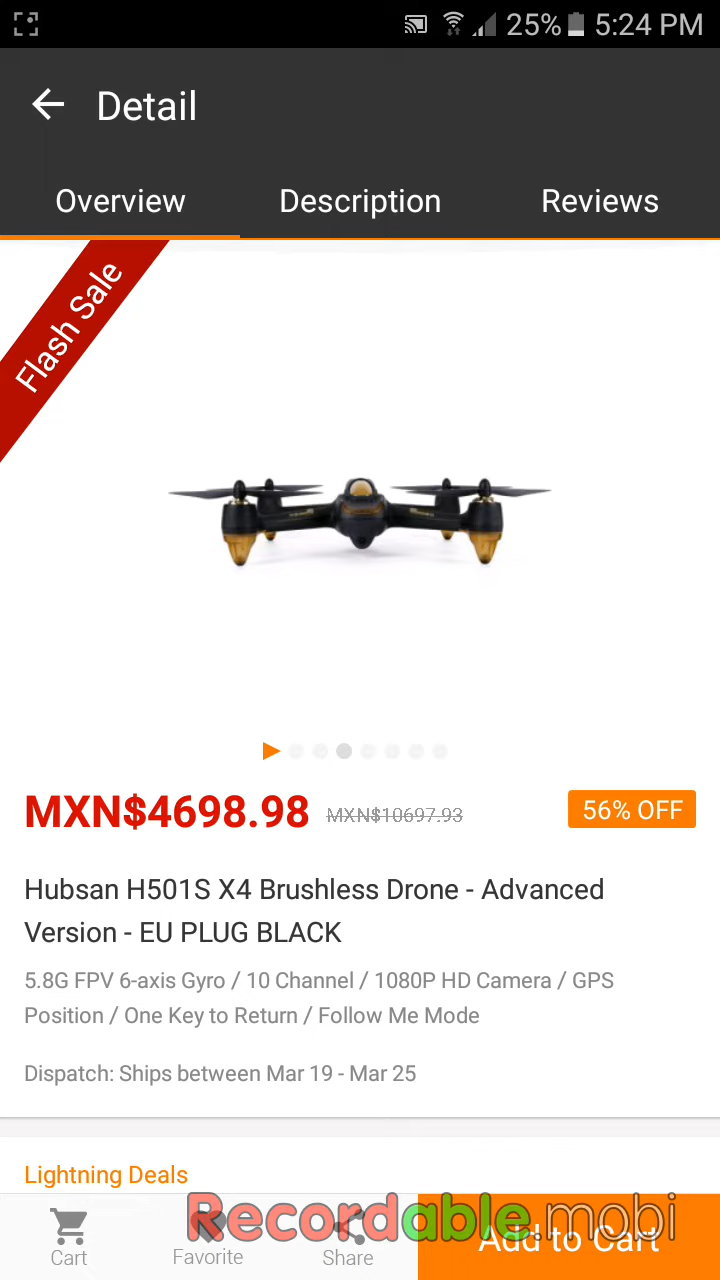 25% 5:24 PM
Detail
Overview Description Reviews
Flash Sale
MXN$4698.98 MXN$10697.93 56% OFF
Hubsan H501S X4 Brushless Drone - Advanced
Version - EU PLUG BLACK
5.8G FPV 6-axis Gyro / 10 Channel / 1080P HD Camera / GPS
Position / One Key to Return / Follow Me Mode
Dispatch: Ships between Mar 19 - Mar 25
Lightning Deals
Recordable.mobi
Cart Favorite Share Add to Cart